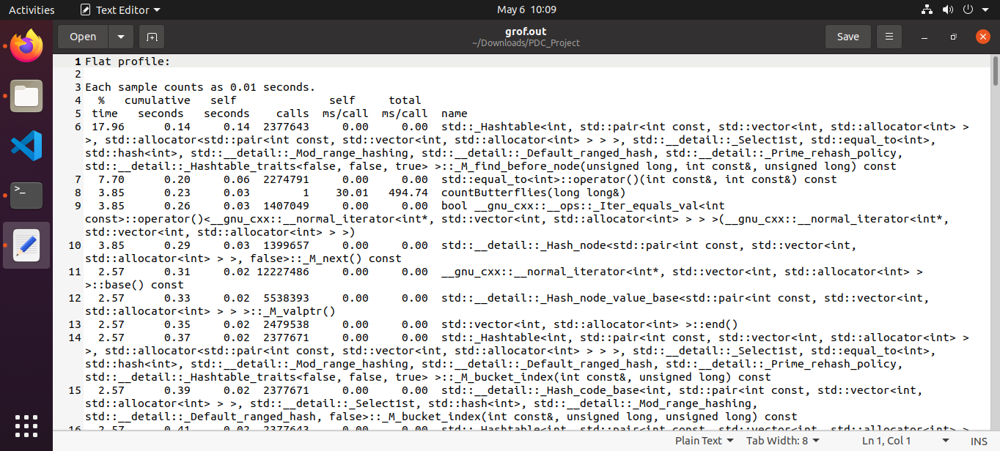 Activities Text Editor May 6 10:09
Open grof.out Save
~/Downloads/PDC_Project
1 Flat profile:
2
3 Each sample counts as 0.01 seconds.
4 % cumulative self self total
5 time seconds seconds calls ms/call ms/call name
6 17.96 0.14 0.14 2377643 0.00 0.00 std::_Hashtable<int, std::pair<int const, std::vector<int, std::allocator<int> >
>, std::allocator<std::pair<int const, std::vector<int, std::allocator<int> > > >, std::__detail::_Select1st, std::equal_to<int>,
std::hash<int>, std::__detail::_Mod_range_hashing, std::__detail::_Default_ranged_hash, std::__detail::_Prime_rehash_policy,
std::__detail::_Hashtable_traits<false, false, true> >::_M_find_before_node(unsigned long, int const&, unsigned long) const
7 7.70 0.20 0.06 2274791 0.00 0.00 std::equal_to<int>::operator()(int const&, int const&) const
8 3.85 0.23 0.03 1 30.01 494.74 countButterflies(long long&)
9 3.85 0.26 0.03 1407049 0.00 0.00 bool __gnu_cxx::__ops::_Iter_equals_val<int
const>::operator()<__gnu_cxx::__normal_iterator<int*, std::vector<int, std::allocator<int> > > >(__gnu_cxx::__normal_iterator<int*,
std::vector<int, std::allocator<int> > >)
10 3.85 0.29 0.03 1399657 0.00 0.00 std::__detail::_Hash_node<std::pair<int const, std::vector<int,
std::allocator<int> > >, false>::_M_next() const
11 2.57 0.31 0.02 12227486 0.00 0.00 __gnu_cxx::__normal_iterator<int*, std::vector<int, std::allocator<int> >
>::base() const
12 2.57 0.33 0.02 5538393 0.00 0.00 std::__detail::_Hash_node_value_base<std::pair<int const, std::vector<int,
std::allocator<int> > > >::_M_valptr()
13 2.57 0.35 0.02 2479538 0.00 0.00 std::vector<int, std::allocator<int> >::end()
14 2.57 0.37 0.02 2377671 0.00 0.00 std::_Hashtable<int, std::pair<int const, std::vector<int, std::allocator<int> >
>, std::allocator<std::pair<int const, std::vector<int, std::allocator<int> > > >, std::__detail::_Select1st, std::equal_to<int>,
std::hash<int>, std::__detail::_Mod_range_hashing, std::__detail::_Default_ranged_hash, std::__detail::_Prime_rehash_policy,
std::__detail::_Hashtable_traits<false, false, true> >::_M_bucket_index(int const&, unsigned long) const
15 2.57 0.39 0.02 2377671 0.00 0.00 std::__detail::_Hash_code_base<int, std::pair<int const, std::vector<int,
std::allocator<int> > >, std::__detail::_Select1st, std::hash<int>, std::__detail::_Mod_range_hashing,
std::__detail::_Default_ranged_hash, false>::_M_bucket_index(int const&, unsigned long, unsigned long) const
16 2.57 0.41 0.02 2377643 0.00 0.00 std::_Hashtable<int, std::pair<int const, std::vector<int, std::allocator<int> >
Plain Text Tab Width: 8 Ln 1, Col 1 INS